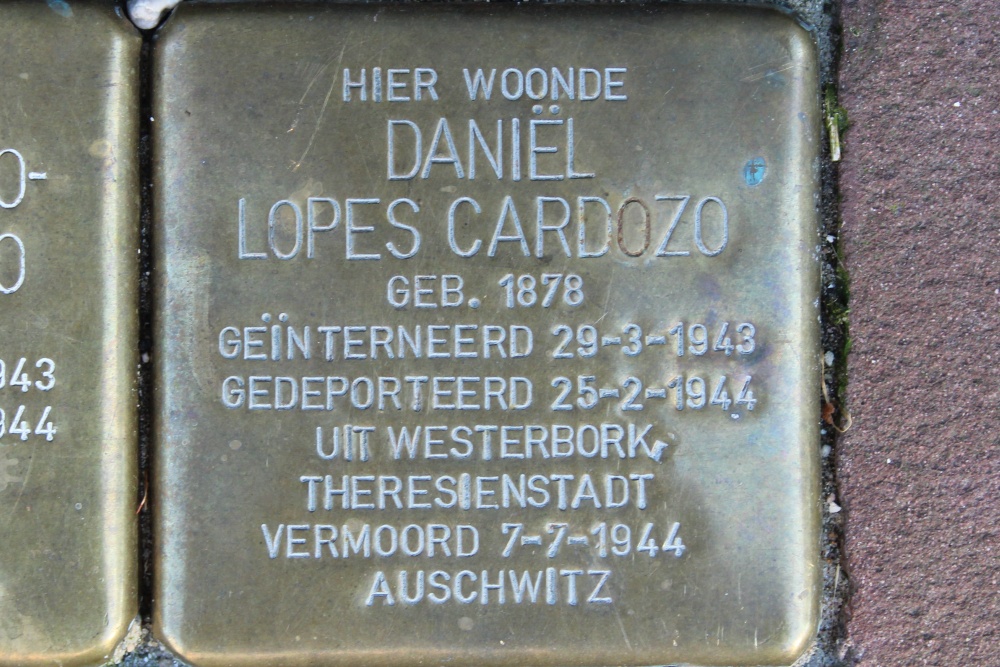 HIER WOONDE
DANIËL
LOPES CARDOZO
GEB. 1878
GEÏNTERNEERD 29-3-1943
GEDEPORTEERD 25-2-1944
UIT WESTERBORK,
THERESIENSTADT
VERMOORD 7-7-1944
AUSCHWITZ